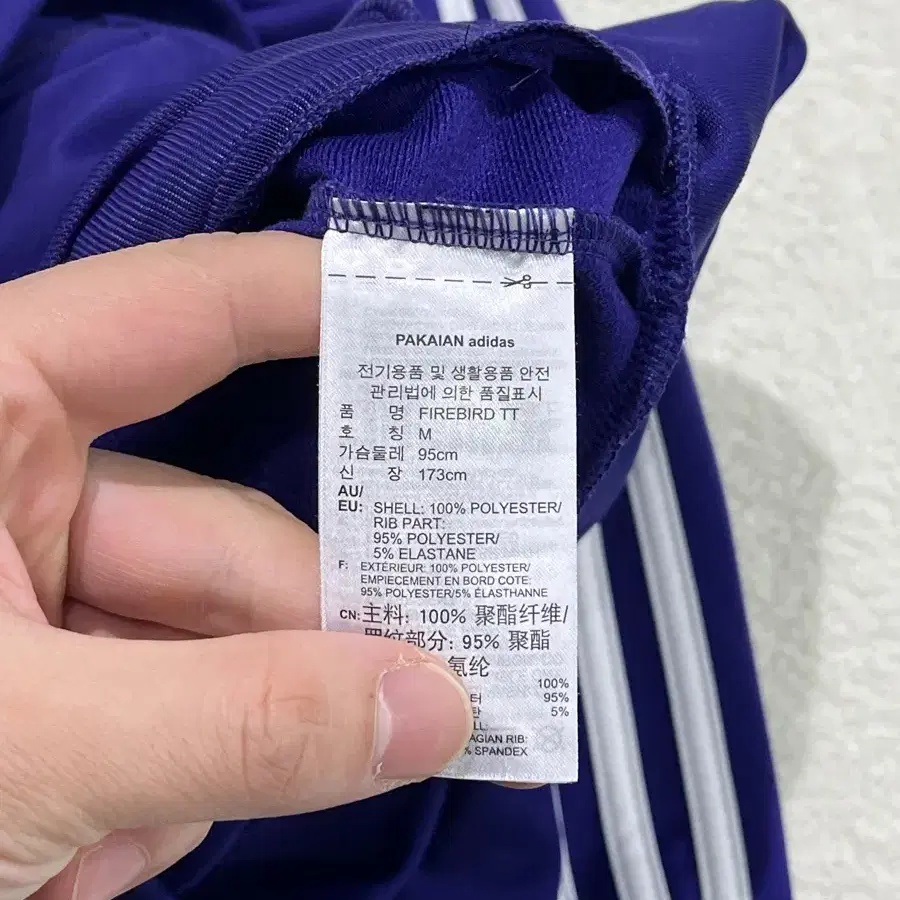 PAKAIAN adidas
전기용품 및 생활용품 안전
관리법에 의한 품질표시
품 명 FIREBIRD TT
호 칭 M
가슴둘레 95cm
신 장 173cm
AU/
EU: SHELL: 100% POLYESTER/
RIB PART:
95% POLYESTER/
5% ELASTANE
F: EXTÉRIEUR: 100% POLYESTER/
EMPIECEMENT EN BORD COTE:
95% POLYESTER/5% ÉLASTHANNE
CN: 主料: 100% 聚酯纤维/
罗纹部分: 95% 聚酯
氨纶
100%
95%
5%
RIB:
% SPANDEX